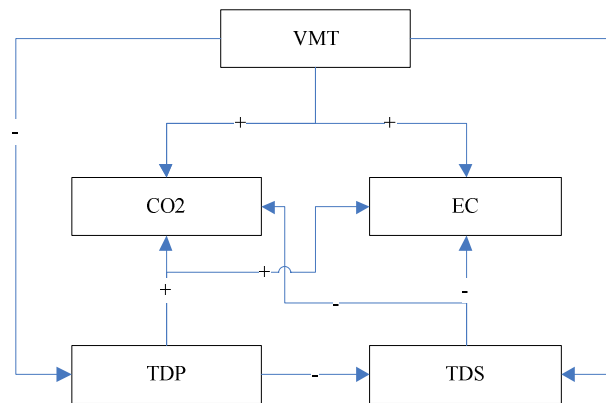 VMT
-
+ +
CO2 EC
+
+
-
-
TDP - TDS